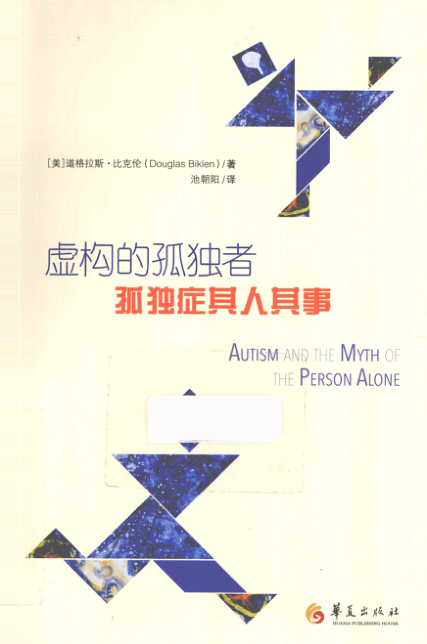 ［美］道格拉斯·比克伦（Douglas Biklen）/著
池朝阳/译
虚构的孤独者
孤独症其人其事
AUTISM AND THE MYTH OF
THE PERSON ALONE
华夏出版社
HUAXIA PUBLISHING HOUSE